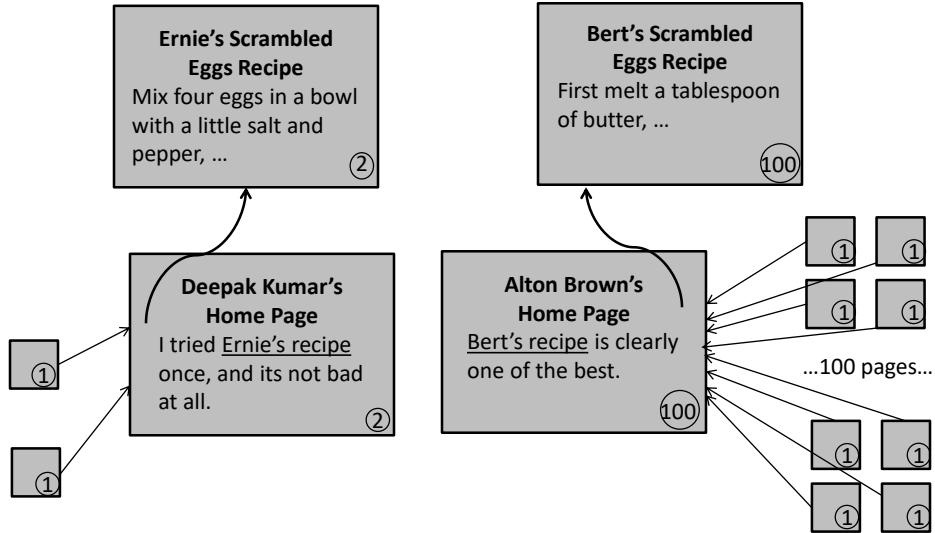 Ernie’s Scrambled
Eggs Recipe
Mix four eggs in a bowl
with a little salt and
pepper, …
2
Bert’s Scrambled
Eggs Recipe
First melt a tablespoon
of butter, …
100
Deepak Kumar’s
Home Page
I tried Ernie’s recipe
once, and its not bad
at all.
2
1
1
Alton Brown’s
Home Page
Bert’s recipe is clearly
one of the best.
100
1
1
1
1
…100 pages…
1
1
1
1